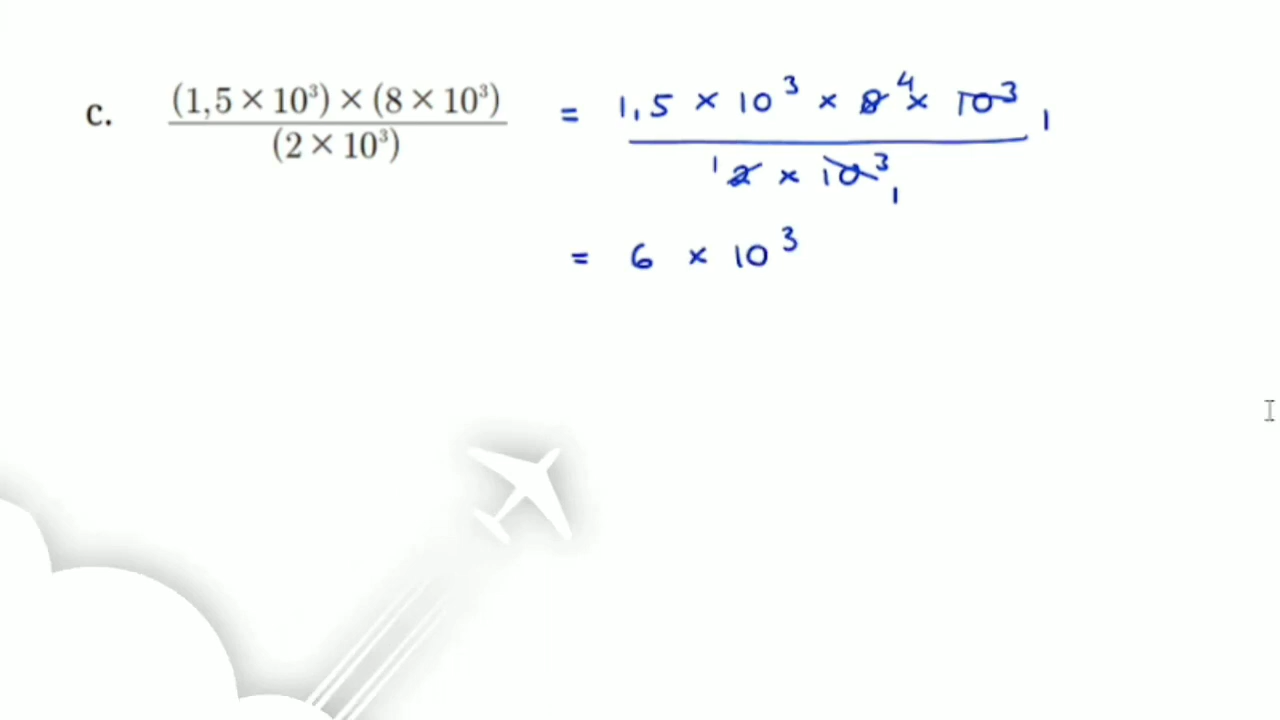 c. (1,5 × 10³) × (8 × 10³) = 1,5 × 10³ × 8 4 × 10³ 1
(2 × 10³) 1 2 × 10³ 1
= 6 × 10³